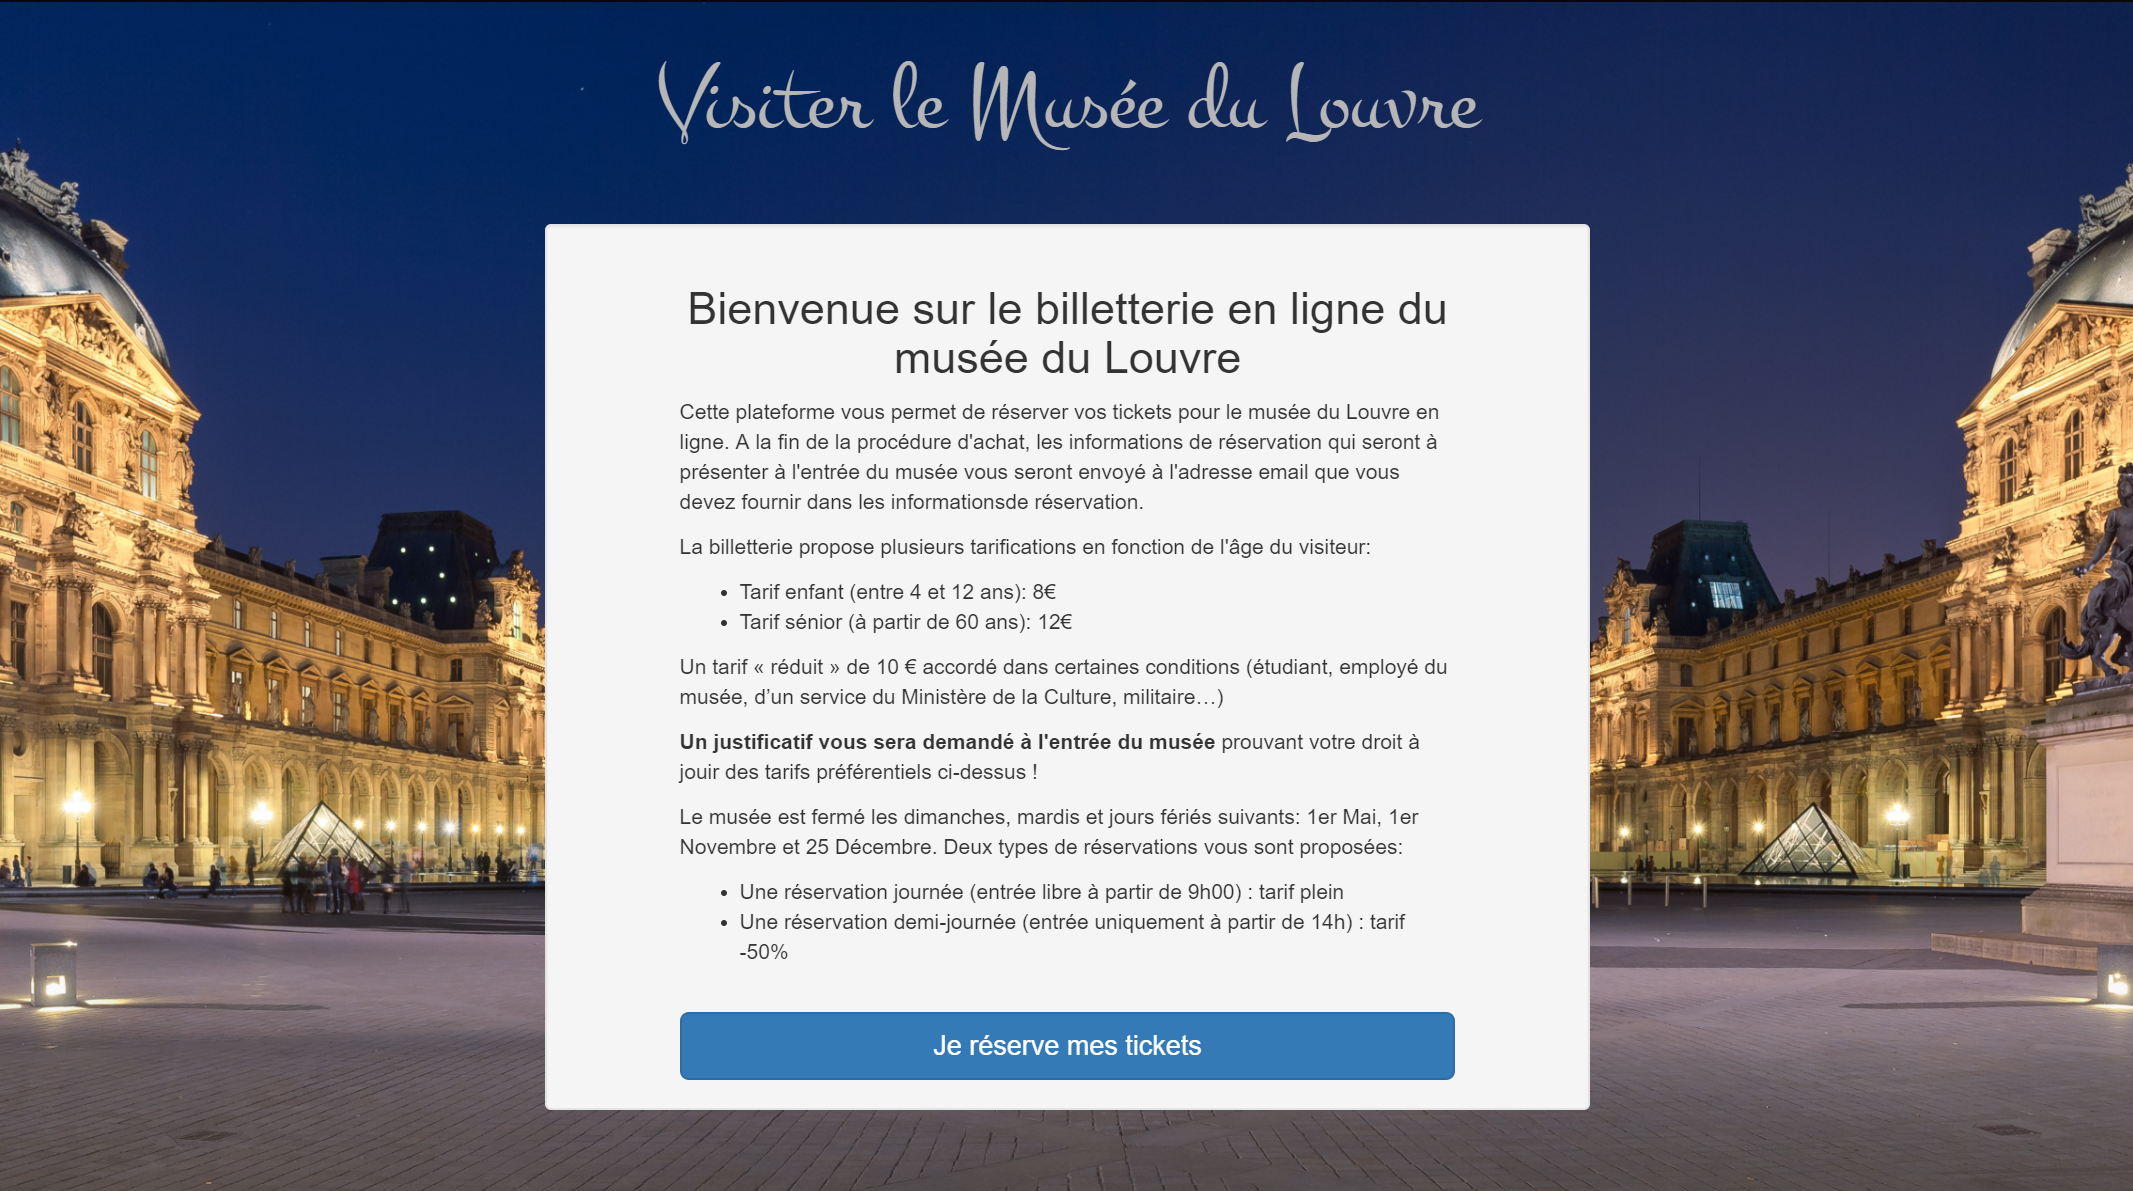 Visiter le Musée du Louvre
Bienvenue sur le billetterie en ligne du
musée du Louvre
Cette plateforme vous permet de réserver vos tickets pour le musée du Louvre en
ligne. A la fin de la procédure d'achat, les informations de réservation qui seront à
présenter à l'entrée du musée vous seront envoyé à l'adresse email que vous
devez fournir dans les informationsde réservation.
La billetterie propose plusieurs tarifications en fonction de l'âge du visiteur:
• Tarif enfant (entre 4 et 12 ans): 8€
• Tarif sénior (à partir de 60 ans): 12€
Un tarif « réduit » de 10 € accordé dans certaines conditions (étudiant, employé du
musée, d’un service du Ministère de la Culture, militaire…)
Un justificatif vous sera demandé à l'entrée du musée prouvant votre droit à
jouir des tarifs préférentiels ci-dessus !
Le musée est fermé les dimanches, mardis et jours fériés suivants: 1er Mai, 1er
Novembre et 25 Décembre. Deux types de réservations vous sont proposées:
• Une réservation journée (entrée libre à partir de 9h00) : tarif plein
• Une réservation demi-journée (entrée uniquement à partir de 14h) : tarif
-50%
Je réserve mes tickets